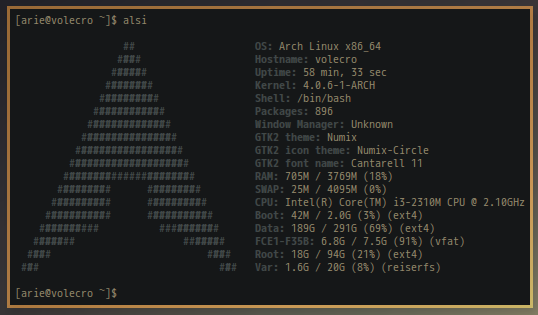 [arie@volecro ~]$ alsi
OS: Arch Linux x86_64
Hostname: volecro
Uptime: 58 min, 33 sec
Kernel: 4.0.6-1-ARCH
Shell: /bin/bash
Packages: 896
Window Manager: Unknown
GTK2 theme: Numix
GTK2 icon theme: Numix-Circle
GTK2 font name: Cantarell 11
RAM: 705M / 3769M (18%)
SWAP: 25M / 4095M (0%)
CPU: Intel(R) Core(TM) i3-2310M CPU @ 2.10GHz
Boot: 42M / 2.0G (3%) (ext4)
Data: 189G / 291G (69%) (ext4)
FCE1-F35B: 6.8G / 7.5G (91%) (vfat)
Root: 18G / 94G (21%) (ext4)
Var: 1.6G / 20G (8%) (reiserfs)
[arie@volecro ~]$